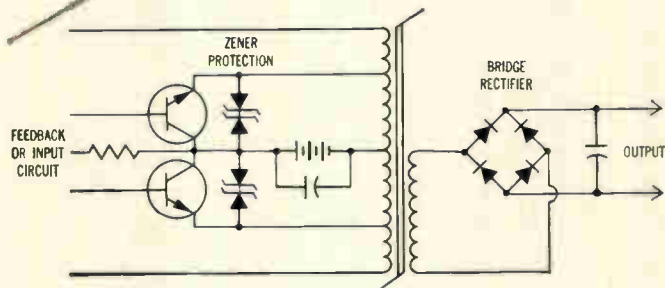 ZENER
PROTECTION
BRIDGE
RECTIFIER
FEEDBACK
OR INPUT
CIRCUIT
OUTPUT